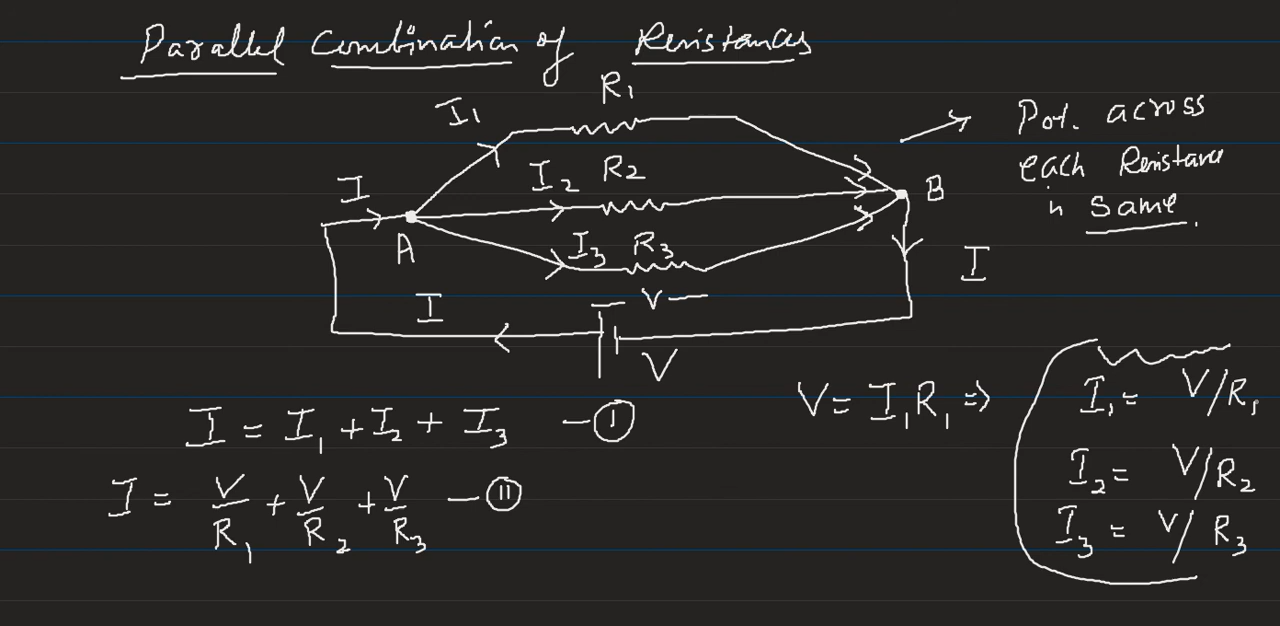 Parallel Combination of Resistances
R₁
I₁
Pot. across
each Resistance
is same.
I₂ R₂
I
B
A
I₃ R₃
I
V
I
V
V = I₁R₁ ⇒
I₁ = V/R₁
I₂ = V/R₂
I₃ = V/R₃
I = I₁ + I₂ + I₃ — Ⓘ
I = V/R₁ + V/R₂ + V/R₃ — (II)